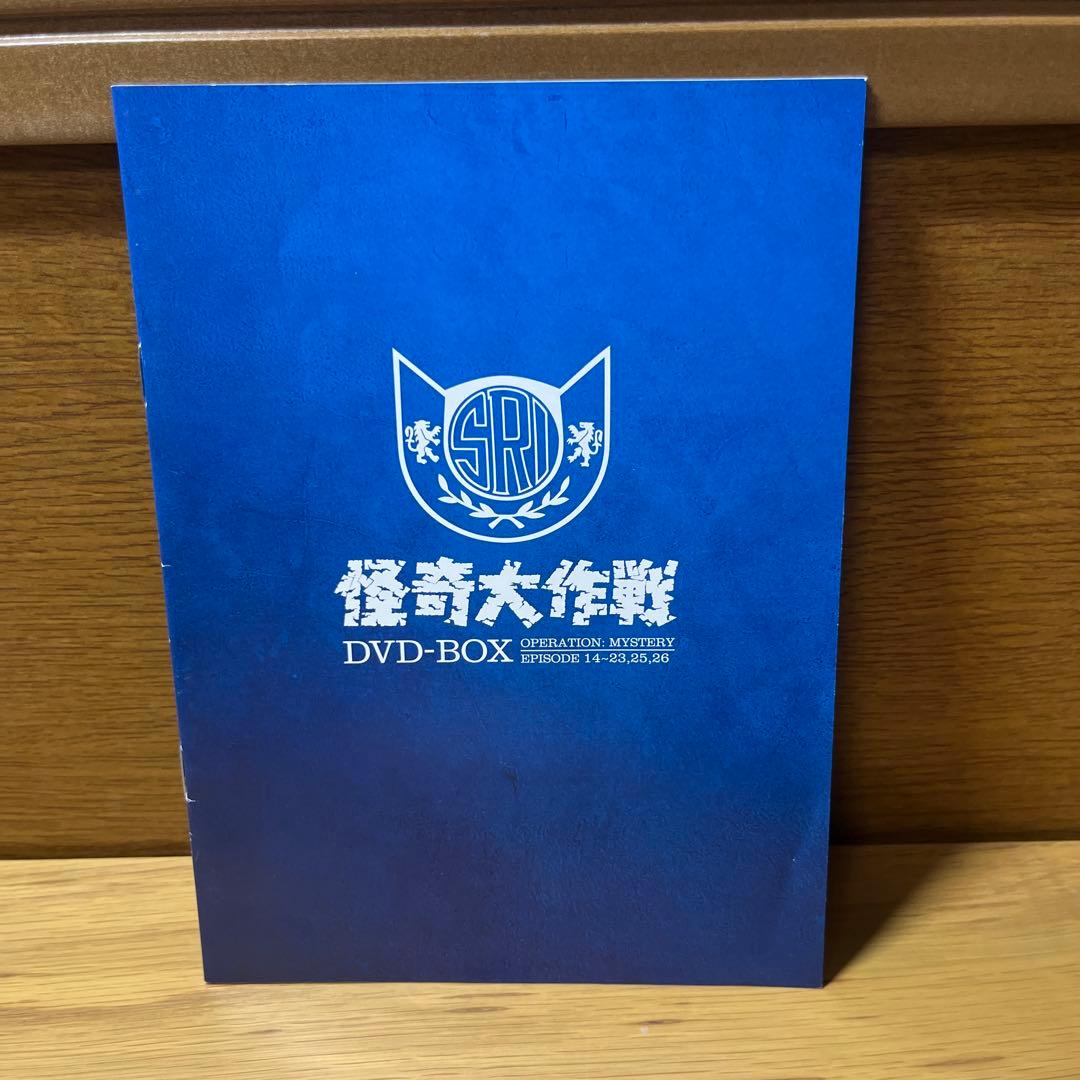 SRI
怪奇大作戦
DVD-BOX
OPERATION: MYSTERY
EPISODE 14~23,25,26